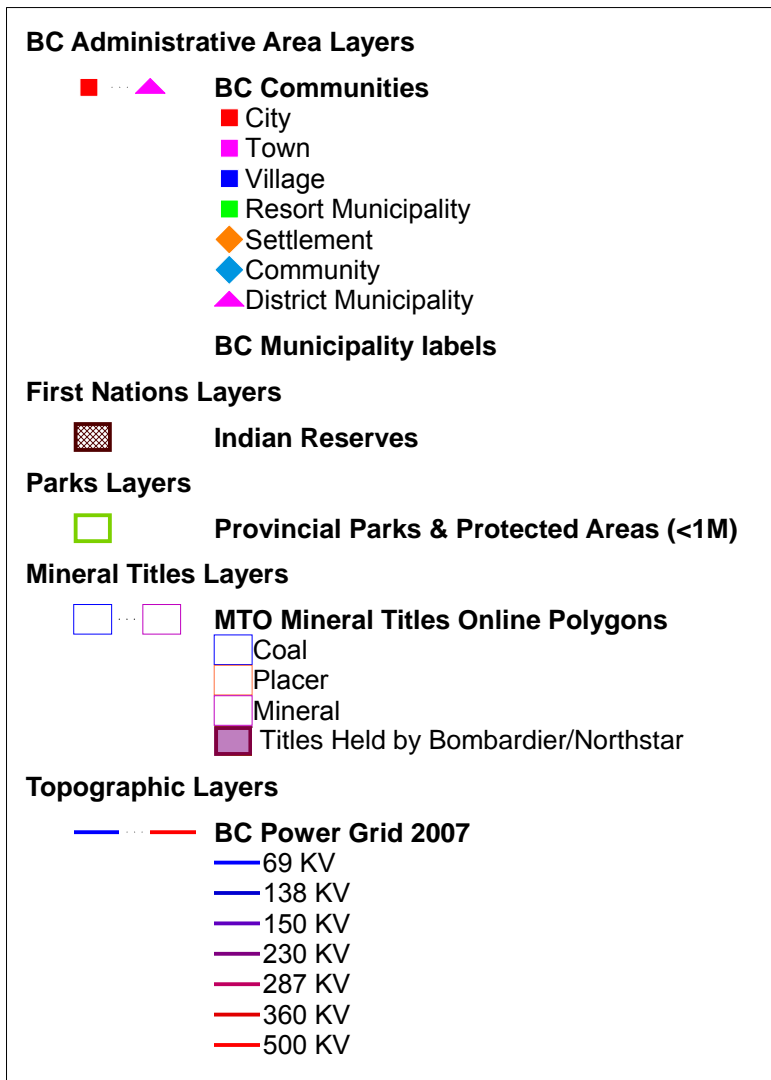 BC Administrative Area Layers
BC Communities
City
Town
Village
Resort Municipality
Settlement
Community
District Municipality
BC Municipality labels
First Nations Layers
Indian Reserves
Parks Layers
Provincial Parks & Protected Areas (<1M)
Mineral Titles Layers
MTO Mineral Titles Online Polygons
Coal
Placer
Mineral
Titles Held by Bombardier/Northstar
Topographic Layers
BC Power Grid 2007
69 KV
138 KV
150 KV
230 KV
287 KV
360 KV
500 KV